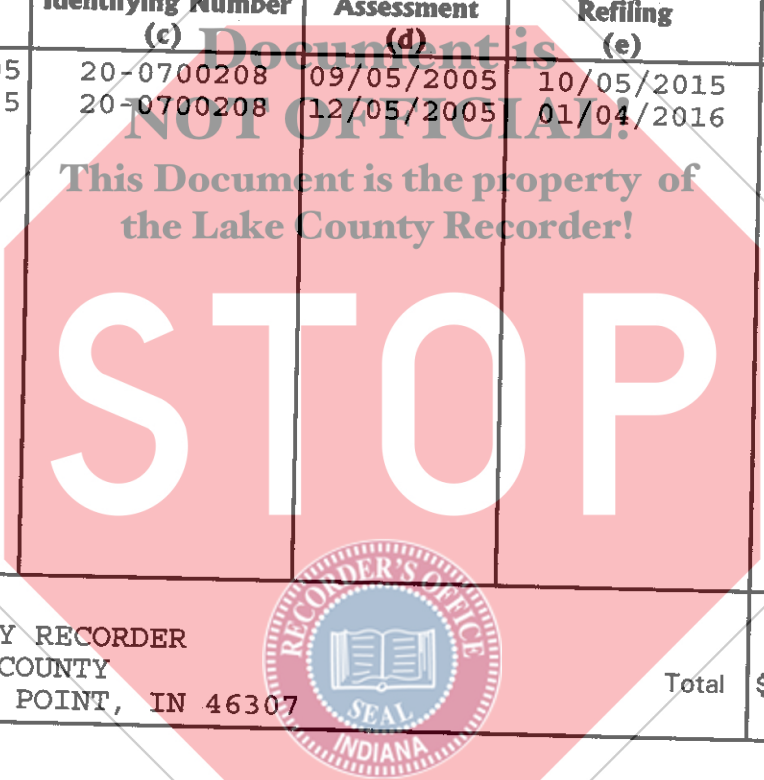 Identifying Number Assessment Refiling
(c) (d) (e)
Document is
05 20-0700208 09/05/2005 10/05/2015
5 20-0700208 12/05/2005 01/04/2016
NOT OFFICIAL!
This Document is the property of
the Lake County Recorder!
STOP
Y RECORDER
COUNTY
POINT, IN 46307
Total $
RECORDER'S OFFICE
SEAL
INDIANA